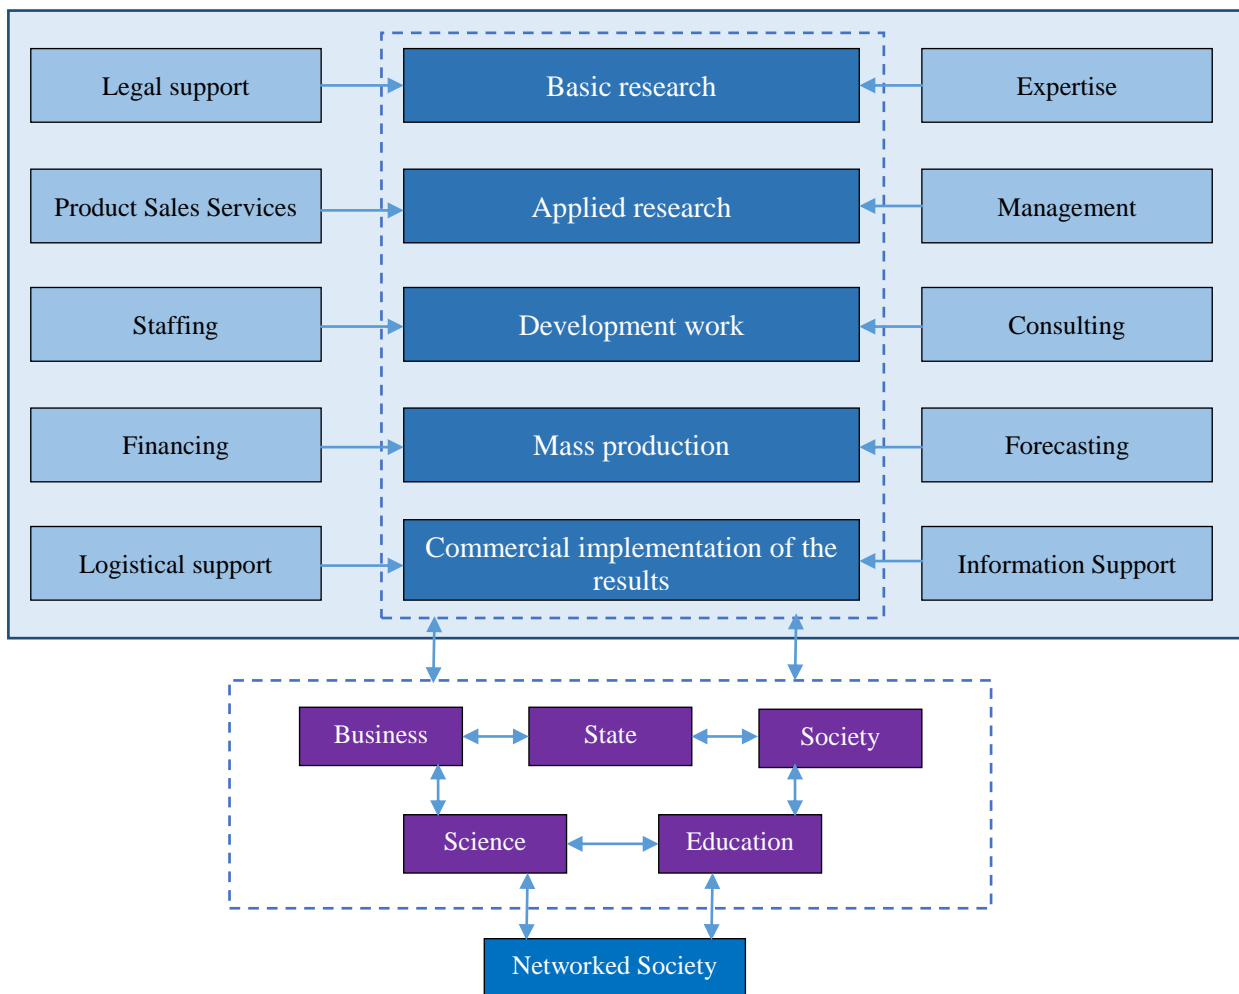 Legal support
Basic research
Expertise
Product Sales Services
Applied research
Management
Staffing
Development work
Consulting
Financing
Mass production
Forecasting
Logistical support
Commercial implementation of the
results
Information Support
Business
State
Society
Science
Education
Networked Society